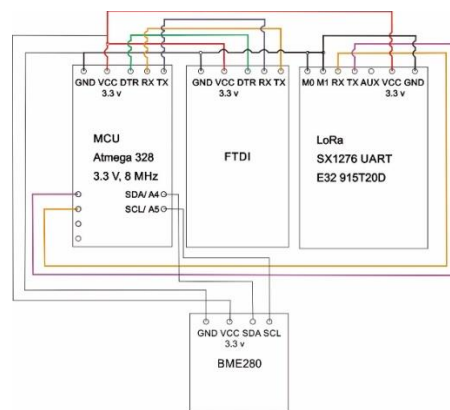 GND VCC DTR RX TX
3.3 v
MCU
Atmega 328
3.3 V, 8 MHz
SDA/ A4
SCL/ A5
GND VCC DTR RX TX
3.3 v
FTDI
M0 M1 RX TX AUX VCC GND
3.3 v
LoRa
SX1276 UART
E32 915T20D
GND VCC SDA SCL
3.3 v
BME280